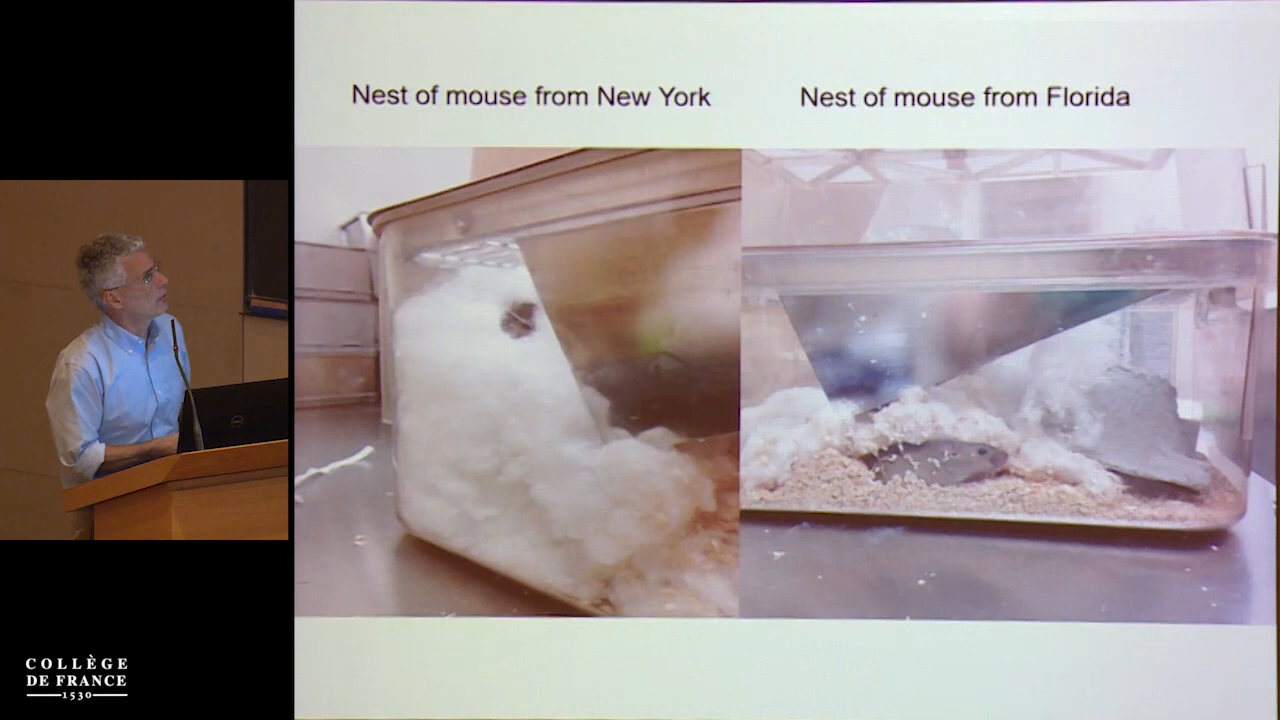 Nest of mouse from New York
Nest of mouse from Florida
COLLÈGE
DE FRANCE
1530